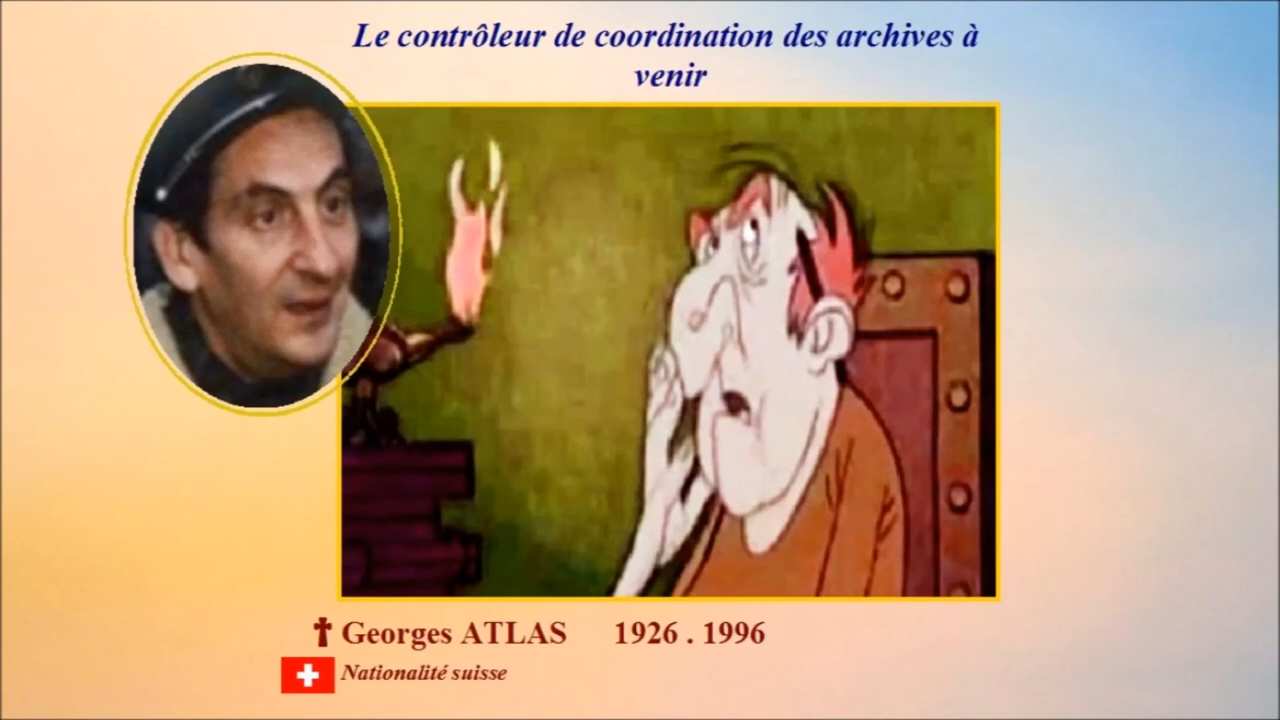 Le contrôleur de coordination des archives à
venir
✝ Georges ATLAS 1926 . 1996
Nationalité suisse